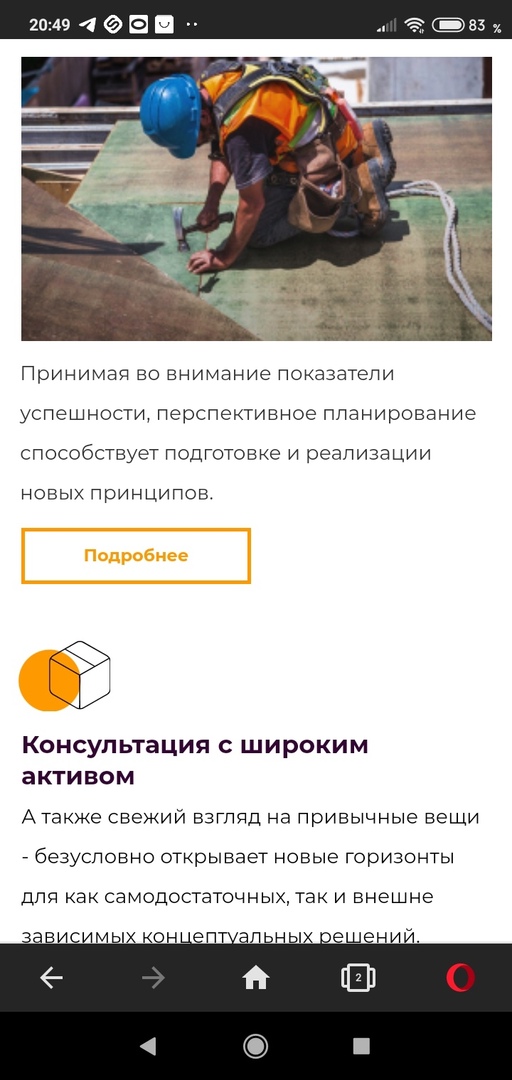 20:49
83 %
Принимая во внимание показатели
успешности, перспективное планирование
способствует подготовке и реализации
новых принципов.
Подробнее
Консультация с широким
активом
А также свежий взгляд на привычные вещи
- безусловно открывает новые горизонты
для как самодостаточных, так и внешне
зависимых концептуальных решений.
2